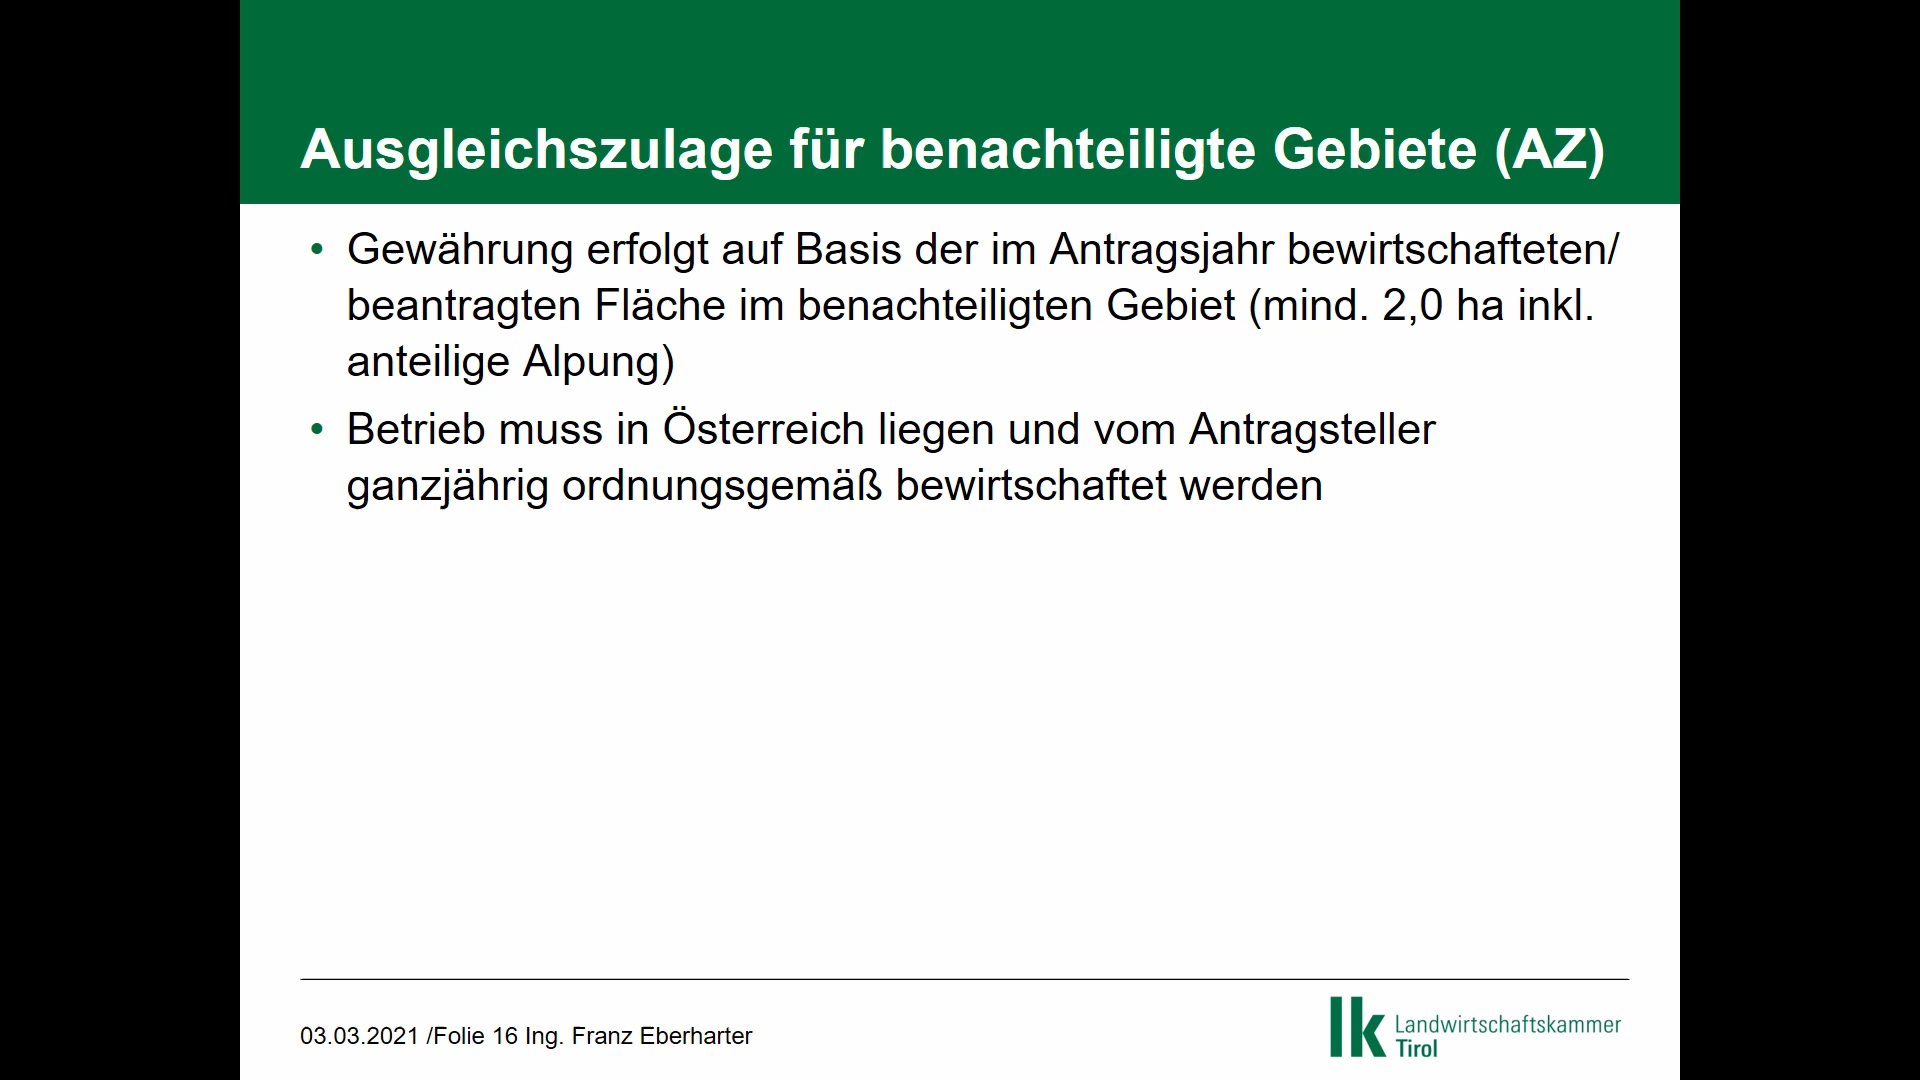 Ausgleichszulage für benachteiligte Gebiete (AZ)
• Gewährung erfolgt auf Basis der im Antragsjahr bewirtschafteten/
beantragten Fläche im benachteiligten Gebiet (mind. 2,0 ha inkl.
anteilige Alpung)
• Betrieb muss in Österreich liegen und vom Antragsteller
ganzjährig ordnungsgemäß bewirtschaftet werden
03.03.2021 /Folie 16 Ing. Franz Eberharter
lk Landwirtschaftskammer
Tirol